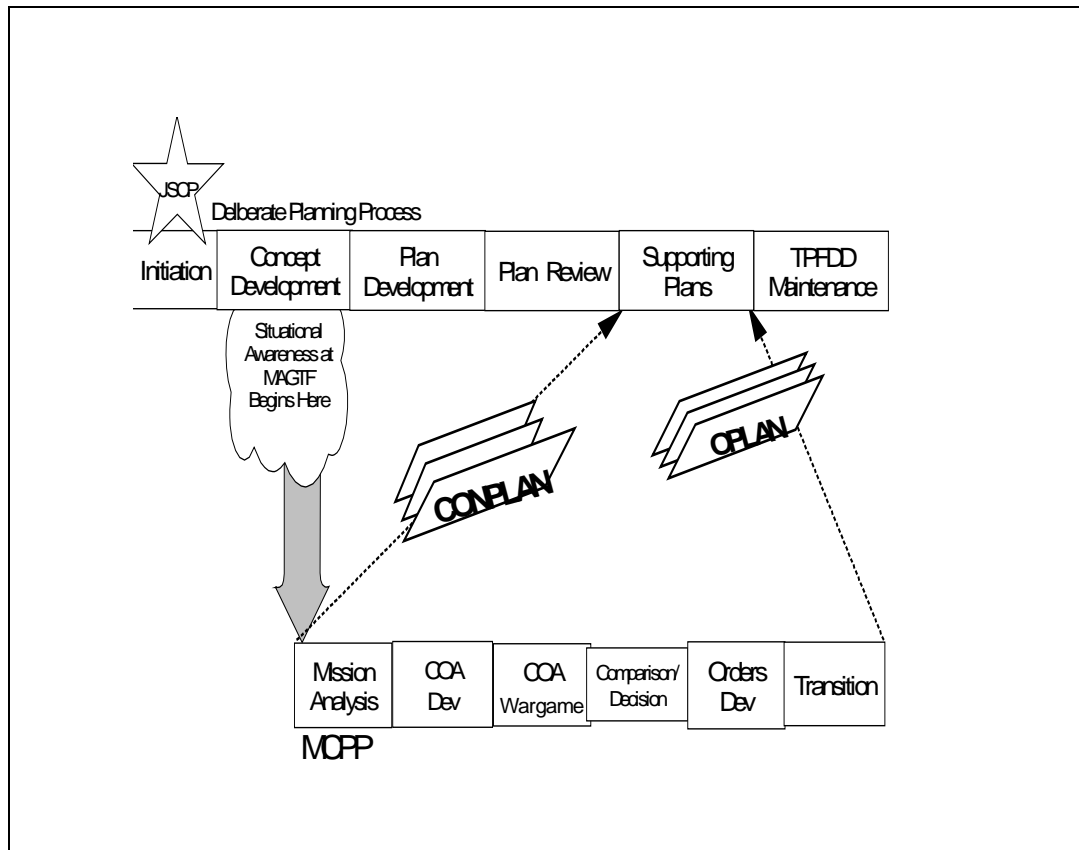 JSCP
Deliberate Planning Process
Initiation
Concept
Development
Plan
Development
Plan Review
Supporting
Plans
TPFDD
Maintenance
Situational
Awareness at
MAGTF
Begins Here
CONPLAN
OPLAN
Mission
Analysis
COA
Dev
COA
Wargame
Comparison/
Decision
Orders
Dev
Transition
MCPP